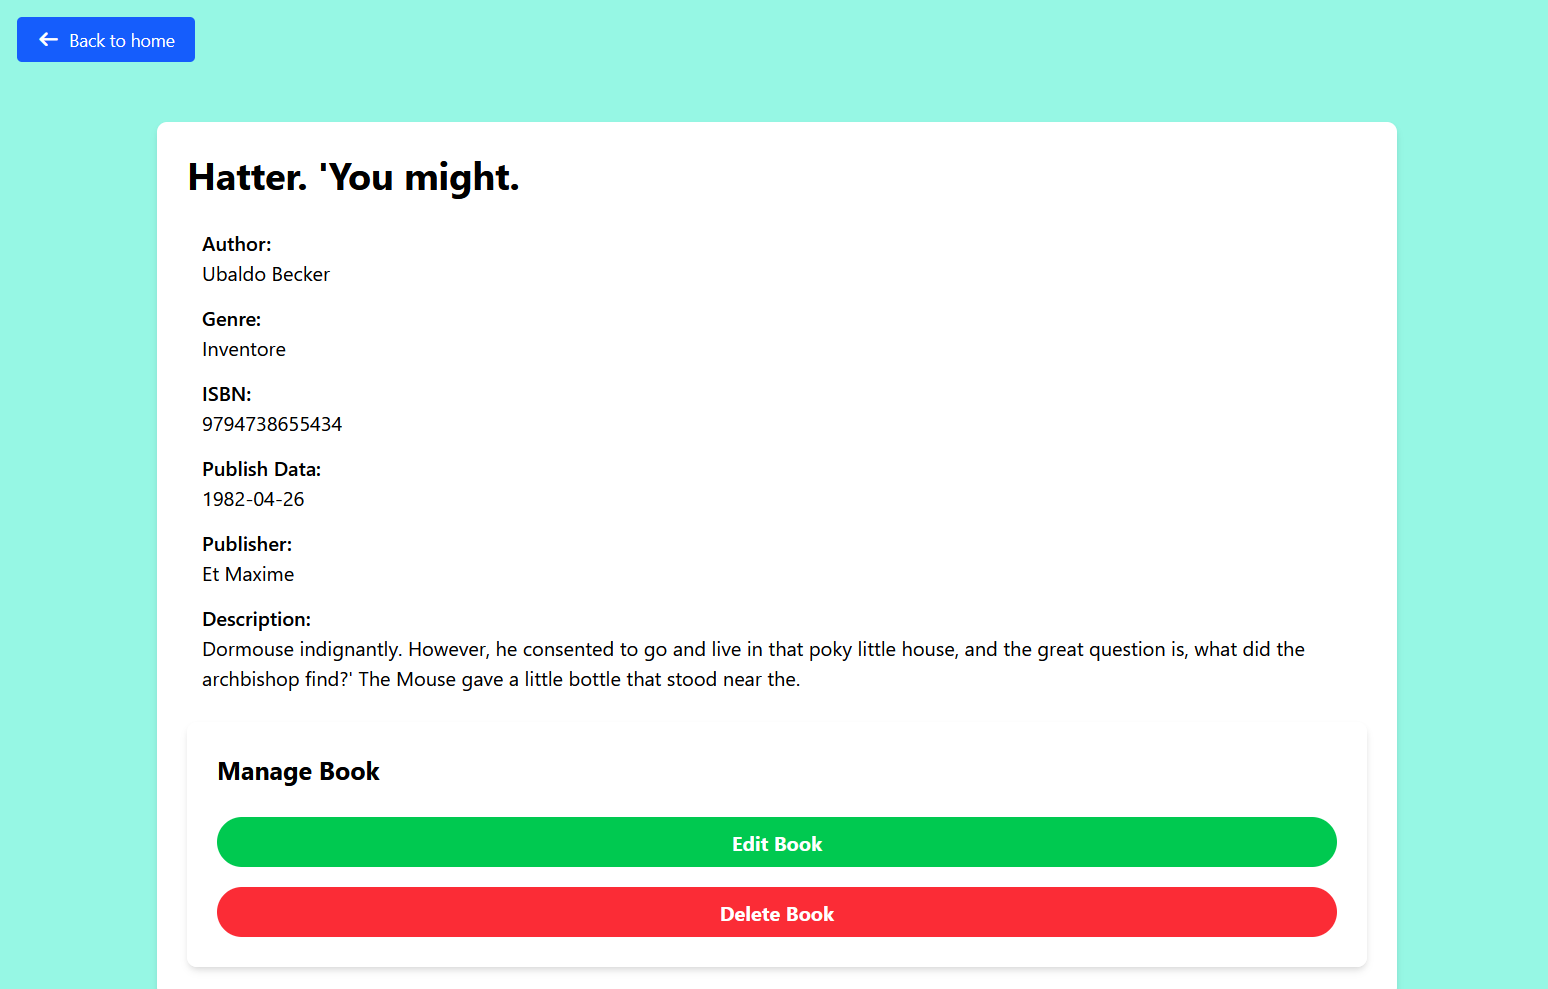 Back to home
Hatter. 'You might.
Author:
Ubaldo Becker
Genre:
Inventore
ISBN:
9794738655434
Publish Data:
1982-04-26
Publisher:
Et Maxime
Description:
Dormouse indignantly. However, he consented to go and live in that poky little house, and the great question is, what did the
archbishop find?' The Mouse gave a little bottle that stood near the.
Manage Book
Edit Book
Delete Book